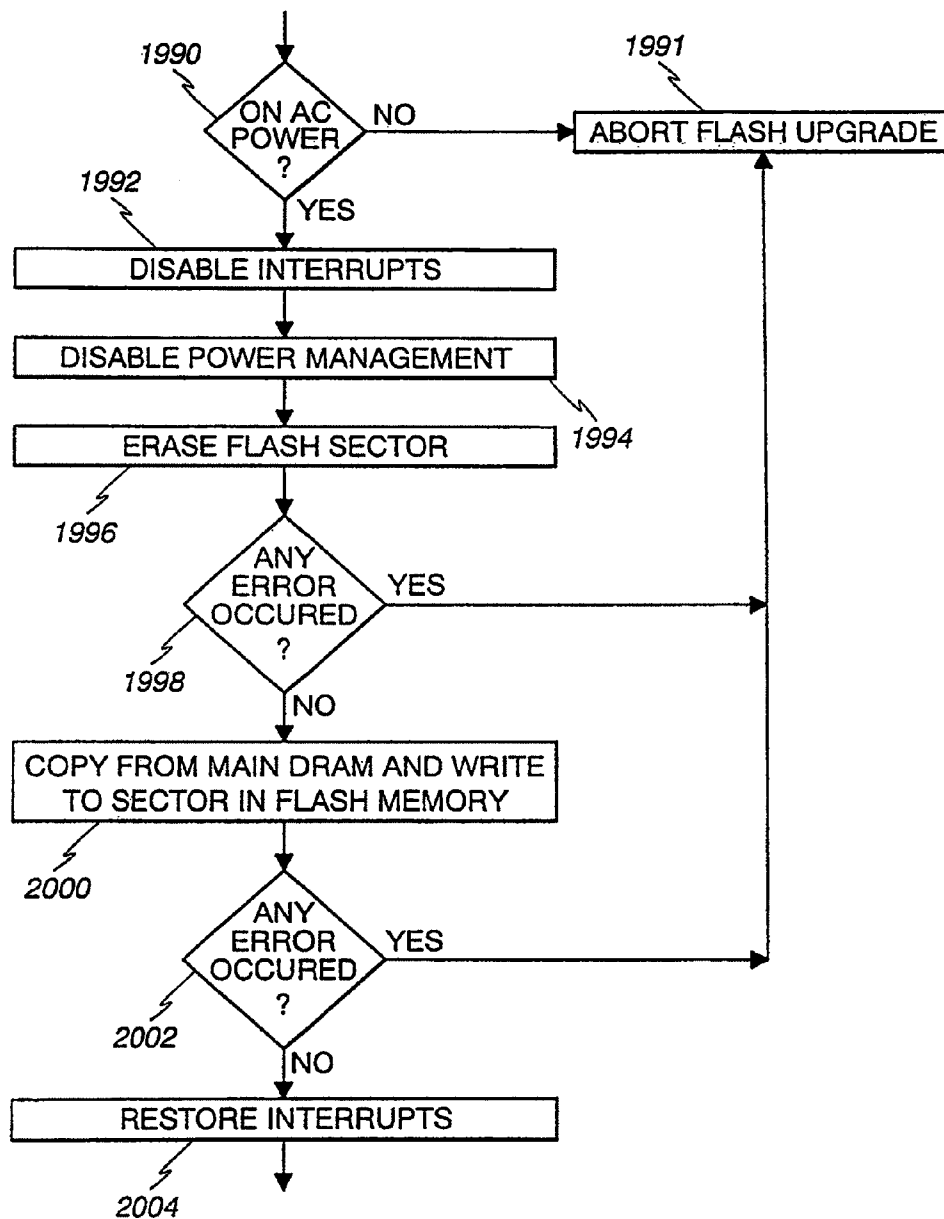 1990
1991
ON AC
POWER
?
NO
ABORT FLASH UPGRADE
1992
YES
DISABLE INTERRUPTS
DISABLE POWER MANAGEMENT
1994
ERASE FLASH SECTOR
1996
ANY
ERROR
OCCURED
?
YES
1998
NO
COPY FROM MAIN DRAM AND WRITE
TO SECTOR IN FLASH MEMORY
2000
ANY
ERROR
OCCURED
?
YES
2002
NO
RESTORE INTERRUPTS
2004